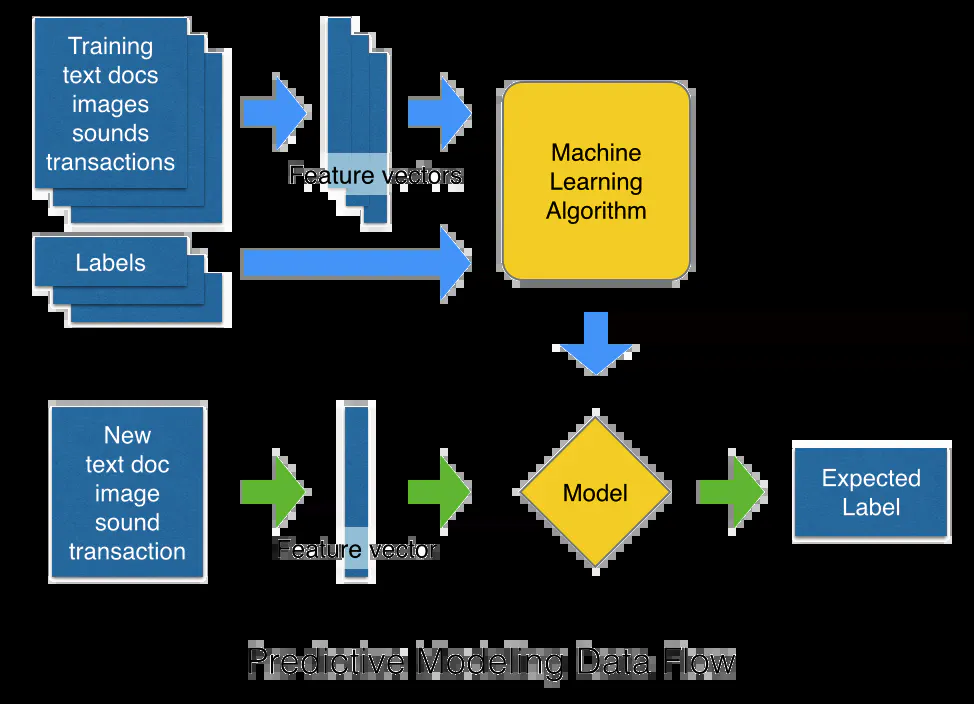 Training
text docs
images
sounds
transactions
Feature vectors
Machine
Learning
Algorithm
Labels
New
text doc
image
sound
transaction
Feature vector
Model
Expected
Label
Predictive Modeling Data Flow